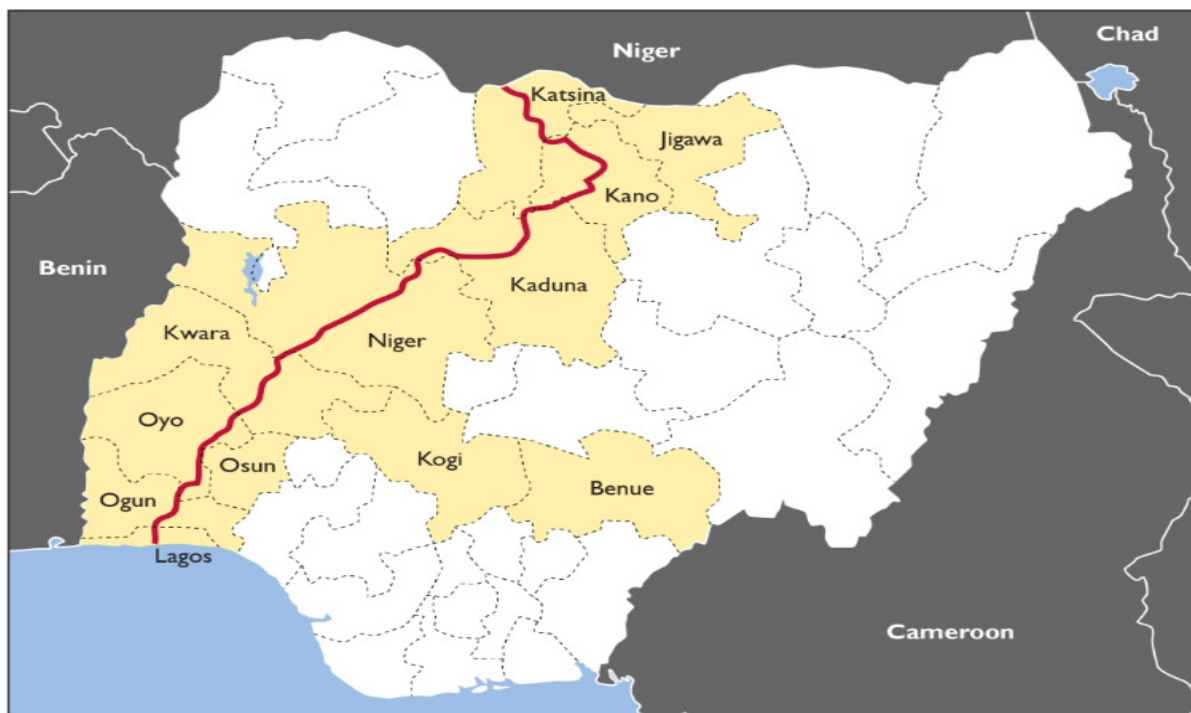 Niger
Chad
Katsina
Jigawa
Kano
Benin
Kaduna
Kwara
Niger
Oyo
Osun
Kogi
Ogun
Benue
Lagos
Cameroon